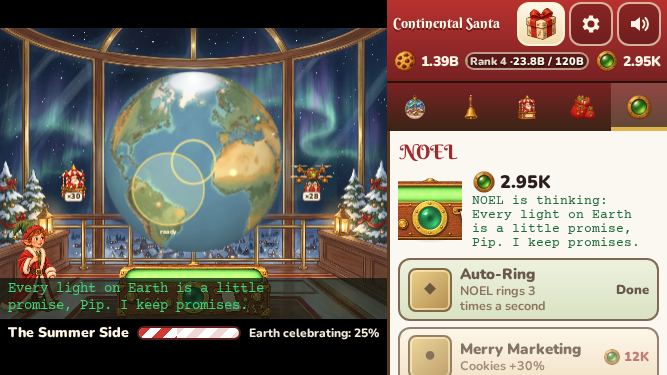 Continental Santa
1.39B
Rank 4 · 23.8B / 120B
2.95K
×30
×28
ready
Every light on Earth is a little
promise, Pip. I keep promises.
The Summer Side
Earth celebrating: 25%
NOEL
2.95K
NOEL is thinking:
Every light on Earth
is a little promise,
Pip. I keep promises.
Auto-Ring
NOEL rings 3
times a second
Done
Merry Marketing
Cookies +30%
12K